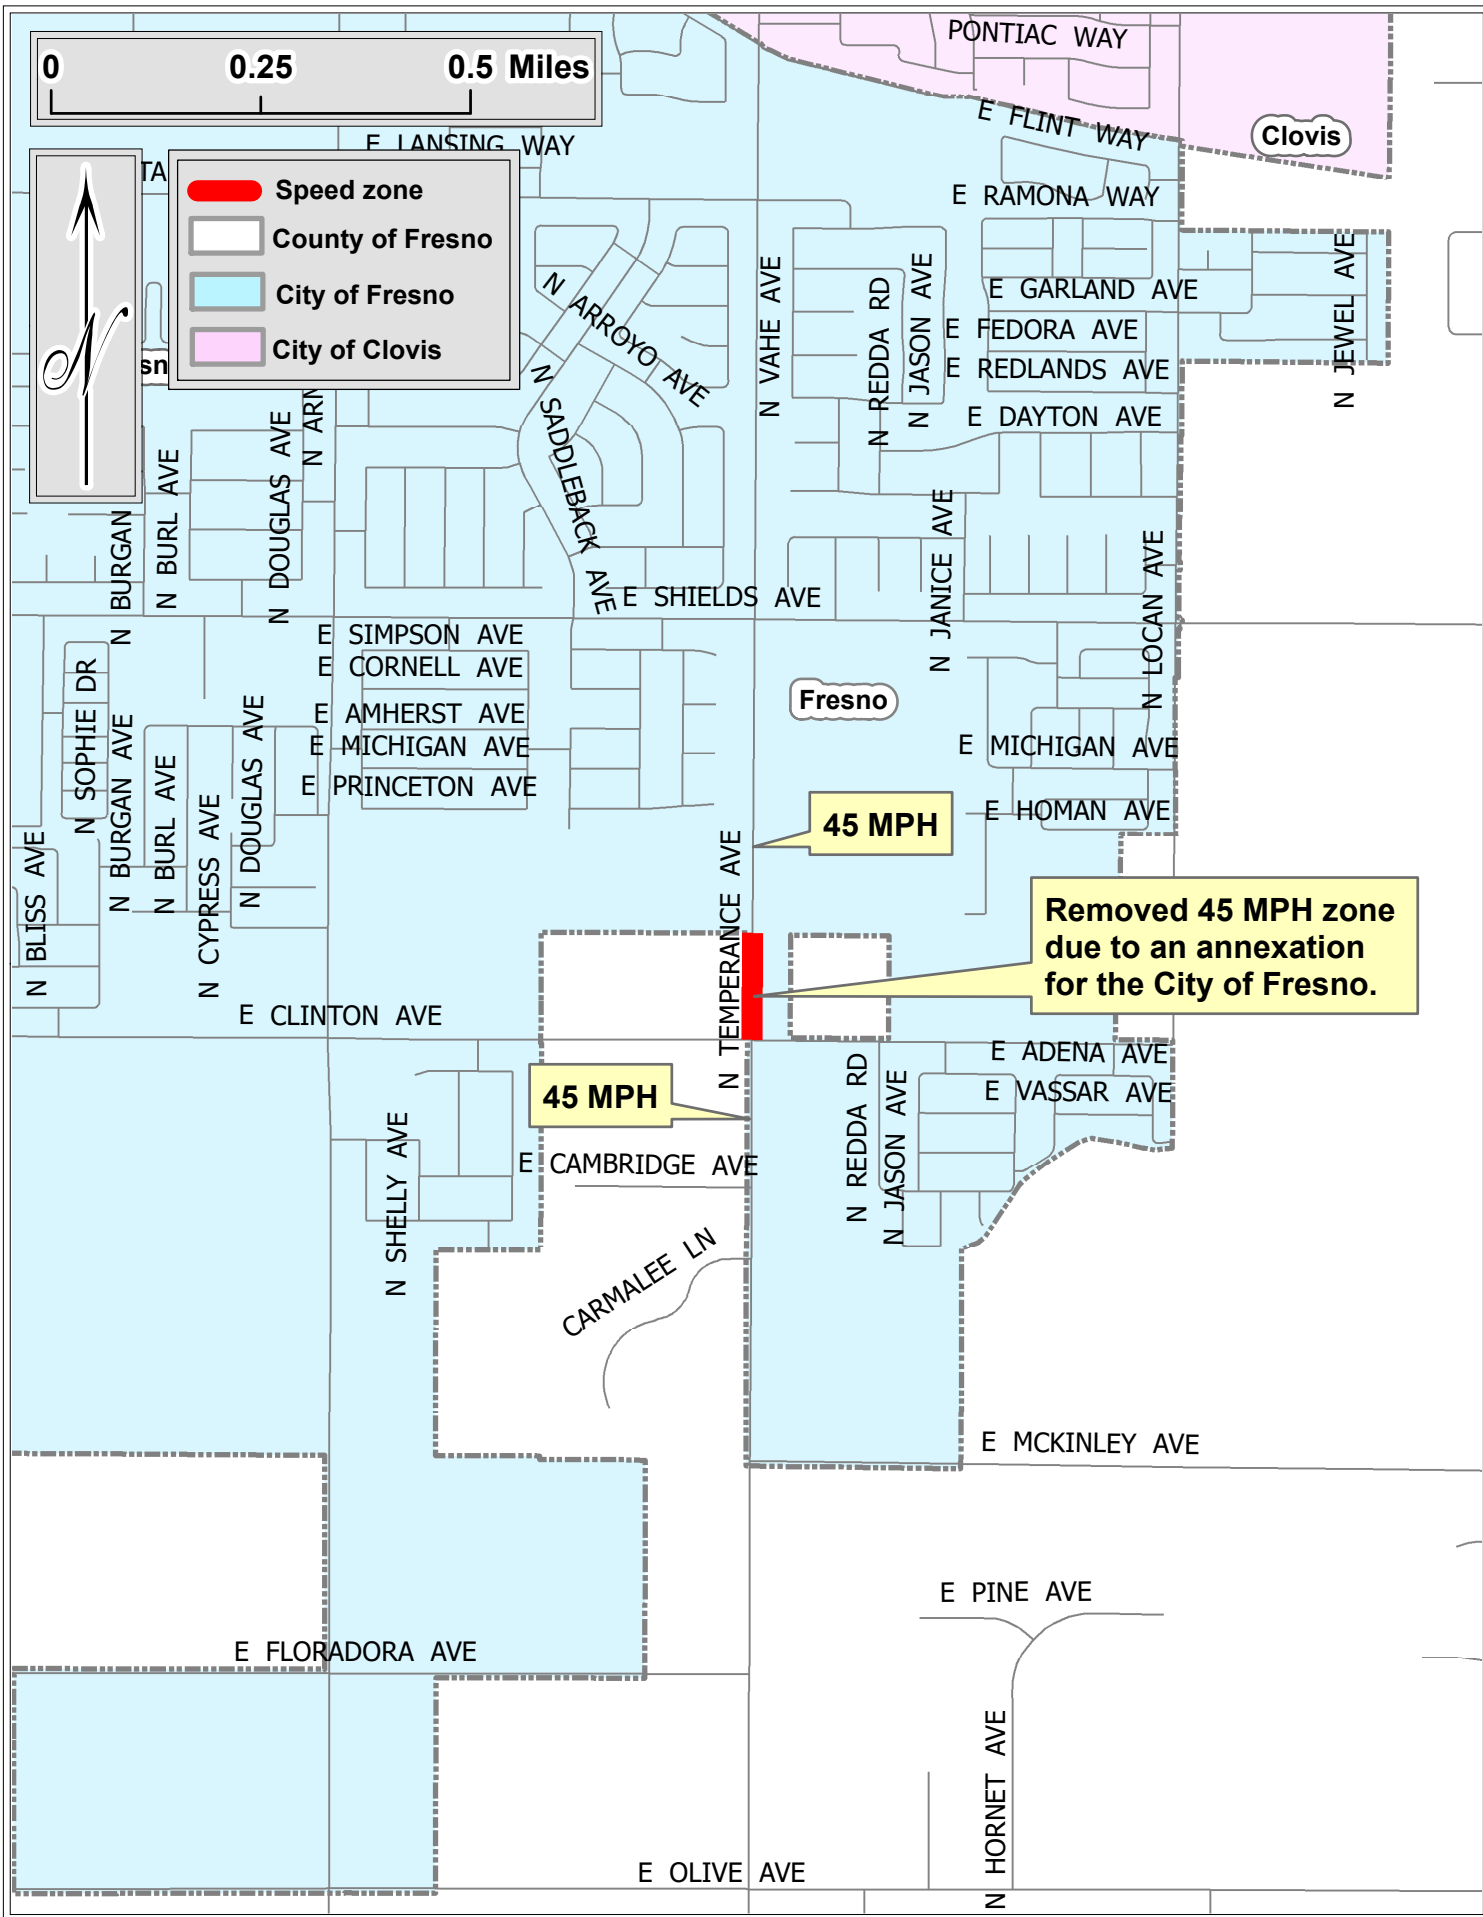 PONTIAC WAY
0 0.25 0.5 Miles
E FLINT WAY
Clovis
E LANSING WAY
TA
E RAMONA WAY
Speed zone
County of Fresno
City of Fresno
City of Clovis
N
sn
N ARROYO AVE
N VAHE AVE
N REDDA RD
N JASON AVE
E GARLAND AVE
E FEDORA AVE
E REDLANDS AVE
E DAYTON AVE
N JEWEL AVE
N SADDLEBACK AVE
N ARM
N DOUGLAS AVE
N BURL AVE
N BURGAN
E SHIELDS AVE
N JANICE AVE
N LOCAN AVE
E SIMPSON AVE
E CORNELL AVE
E AMHERST AVE
E MICHIGAN AVE
E PRINCETON AVE
Fresno
E MICHIGAN AVE
E HOMAN AVE
N SOPHIE DR
N BURGAN AVE
N BURL AVE
N CYPRESS AVE
N DOUGLAS AVE
N BLISS AVE
45 MPH
N TEMPERANCE AVE
Removed 45 MPH zone
due to an annexation
for the City of Fresno.
E CLINTON AVE
E ADENA AVE
E VASSAR AVE
45 MPH
N REDDA RD
N JASON AVE
E CAMBRIDGE AVE
N SHELLY AVE
CARMALEE LN
E MCKINLEY AVE
E PINE AVE
E FLORADORA AVE
N HORNET AVE
E OLIVE AVE